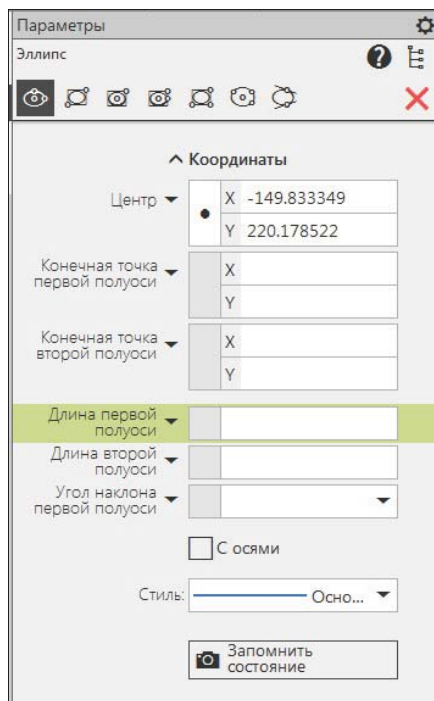 Параметры
Эллипс
?
Координаты
Центр
X -149.833349
Y 220.178522
Конечная точка
первой полуоси
X
Y
Конечная точка
второй полуоси
X
Y
Длина первой
полуоси
Длина второй
полуоси
Угол наклона
первой полуоси
С осями
Стиль:
Осно...
Запомнить
состояние